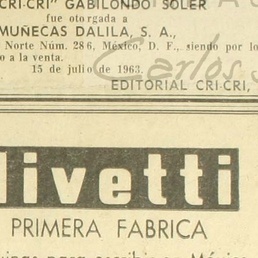 CRI-CRI" GABILONDO SOLER
fue otorgada a
MUÑECAS DALILA, S. A.,
Norte Núm. 286, México, D. F., siendo por lo
o a la venta.
15 de julio de 1963.
EDITORIAL CRI-CRI,
livetti
PRIMERA FABRICA